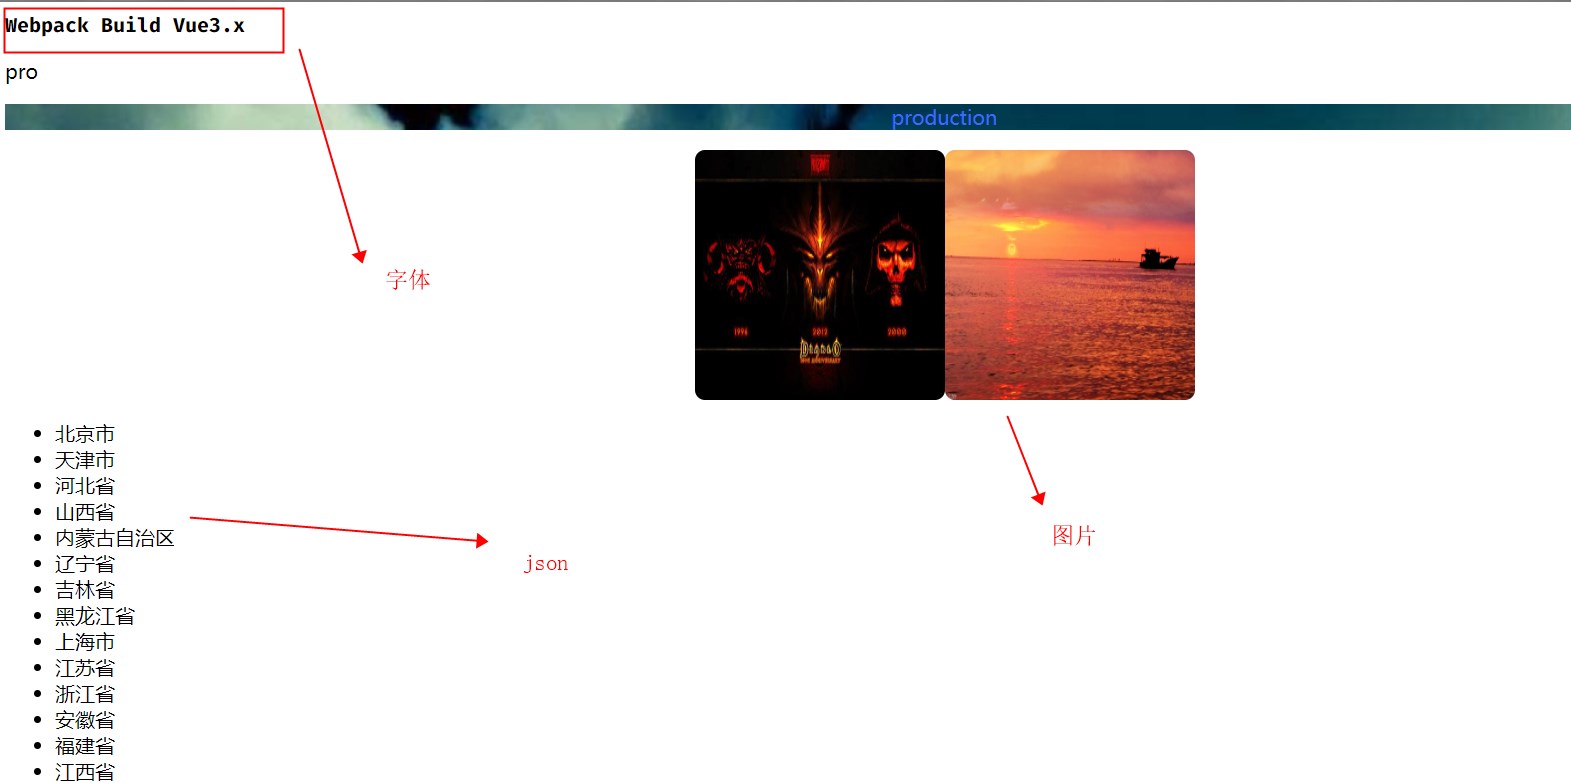 Webpack Build Vue3.x
pro
production
1996
2012
2000
字体
北京市
天津市
河北省
山西省
内蒙古自治区
辽宁省
吉林省
黑龙江省
上海市
江苏省
浙江省
安徽省
福建省
江西省
json
图片